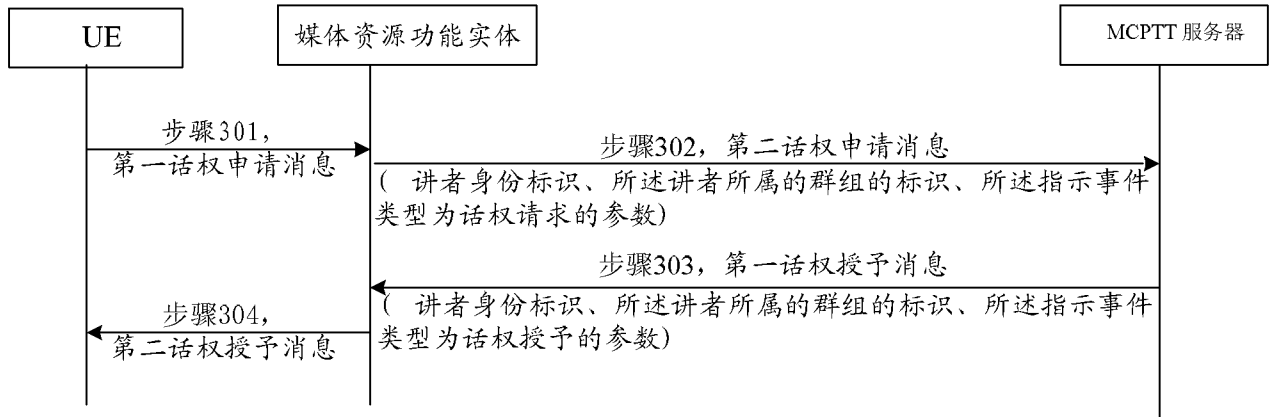 UE
媒体资源功能实体
MCPTT 服务器
步骤301，
第一话权申请消息
步骤302，第二话权申请消息
( 讲者身份标识、所述讲者所属的群组的标识、所述指示事件
类型为话权请求的参数)
步骤303，第一话权授予消息
( 讲者身份标识、所述讲者所属的群组的标识、所述指示事件
类型为话权授予的参数)
步骤304，
第二话权授予消息